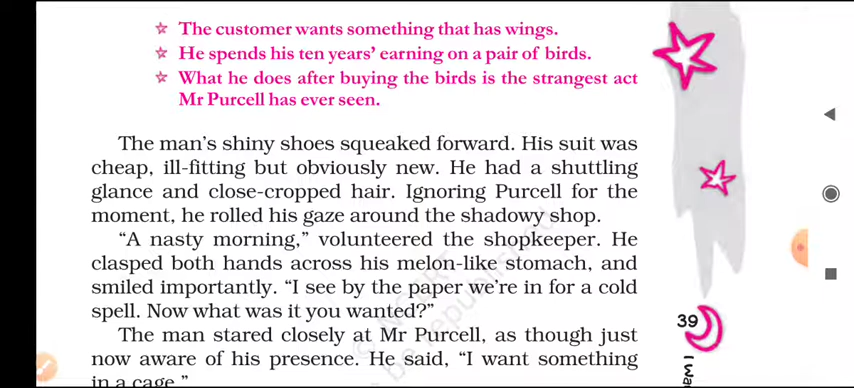 ☆ The customer wants something that has wings.
☆ He spends his ten years’ earning on a pair of birds.
☆ What he does after buying the birds is the strangest act
Mr Purcell has ever seen.
The man’s shiny shoes squeaked forward. His suit was
cheap, ill-fitting but obviously new. He had a shuttling
glance and close-cropped hair. Ignoring Purcell for the
moment, he rolled his gaze around the shadowy shop.
“A nasty morning,” volunteered the shopkeeper. He
clasped both hands across his melon-like stomach, and
smiled importantly. “I see by the paper we’re in for a cold
spell. Now what was it you wanted?”
The man stared closely at Mr Purcell, as though just
now aware of his presence. He said, “I want something
in a cage.”
39
I wa
be republished